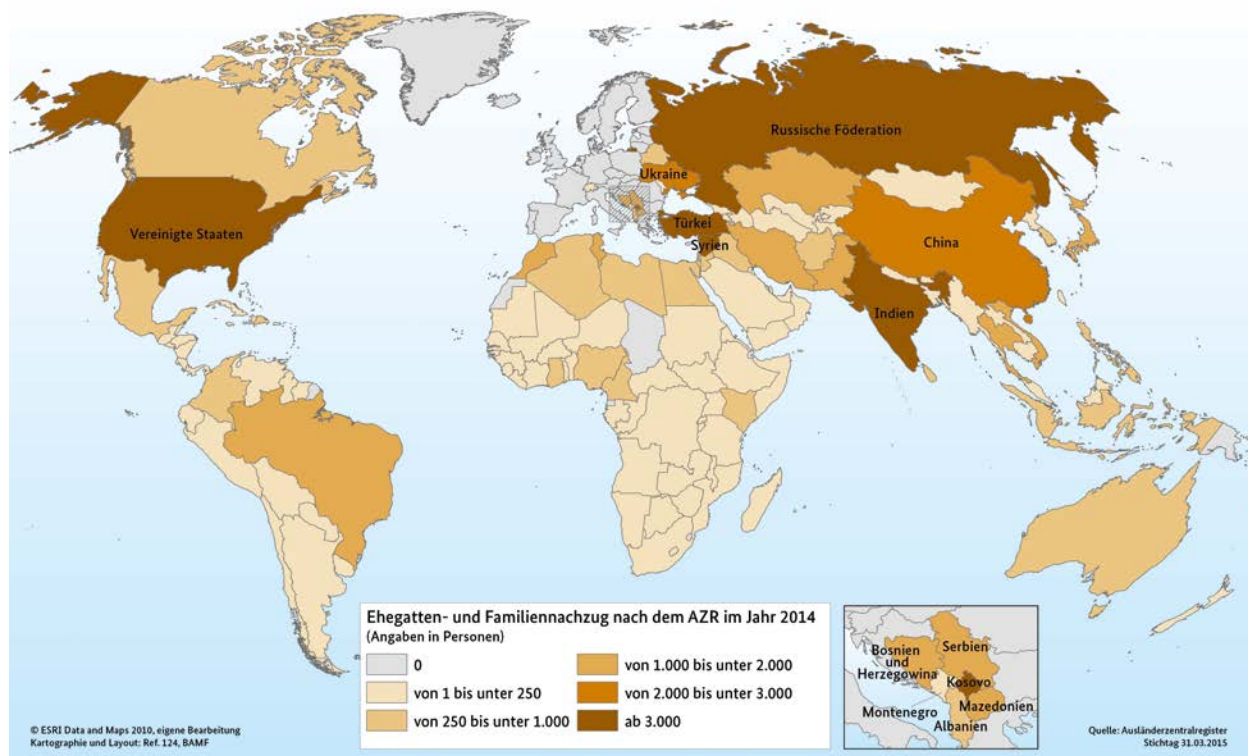 Russische Föderation
Ukraine
Vereinigte Staaten
Türkei
Syrien
China
Indien
Ehegatten- und Familiennachzug nach dem AZR im Jahr 2014
(Angaben in Personen)
0
von 1 bis unter 250
von 250 bis unter 1.000
von 1.000 bis unter 2.000
von 2.000 bis unter 3.000
ab 3.000
Bosnien
und
Herzegowina
Serbien
Kosovo
Mazedonien
Montenegro
Albanien
© ESRI Data and Maps 2010, eigene Bearbeitung
Kartographie und Layout: Ref. 124, BAMF
Quelle: Ausländerzentralregister
Stichtag 31.03.2015